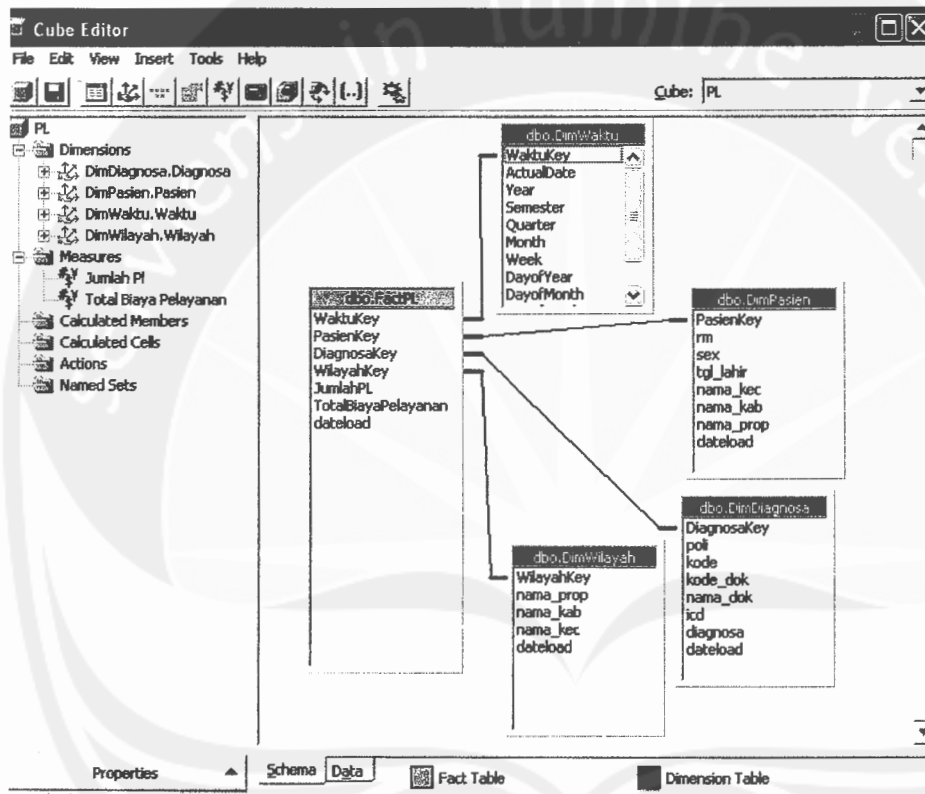 Cube Editor
File Edit View Insert Tools Help
Cube: PL
PL
Dimensions
DimDiagnosa.Diagnosa
DimPasien.Pasien
DimWaktu.Waktu
DimWilayah.Wilayah
Measures
Jumlah Pl
Total Biaya Pelayanan
Calculated Members
Calculated Cells
Actions
Named Sets
dbo.DimWaktu
WaktuKey
ActualDate
Year
Semester
Quarter
Month
Week
DayofYear
DayofMonth
dbo.FactPL
WaktuKey
PasienKey
DiagnosaKey
WilayahKey
JumlahPL
TotalBiayaPelayanan
dateload
dbo.DimPasien
PasienKey
rm
sex
tgl_lahir
nama_kec
nama_kab
nama_prop
dateload
dbo.DimDiagnosa
DiagnosaKey
poli
kode
kode_dok
nama_dok
icd
diagnosa
dateload
dbo.DimWilayah
WilayahKey
nama_prop
nama_kab
nama_kec
dateload
Properties
Schema Data
Fact Table
Dimension Table
in lumine